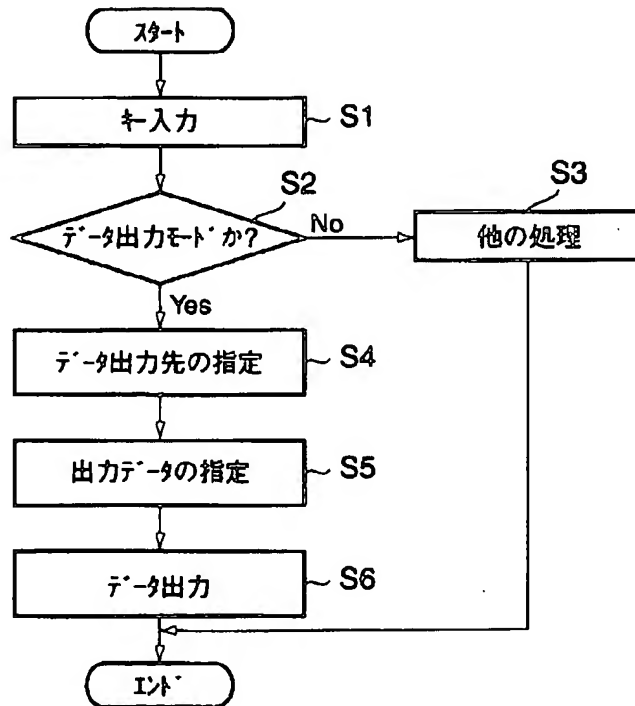 スタート
キー入力 S1
S2
データ出力モードか? No
S3
他の処理
Yes
データ出力先の指定 S4
出力データの指定 S5
データ出力 S6
エンド